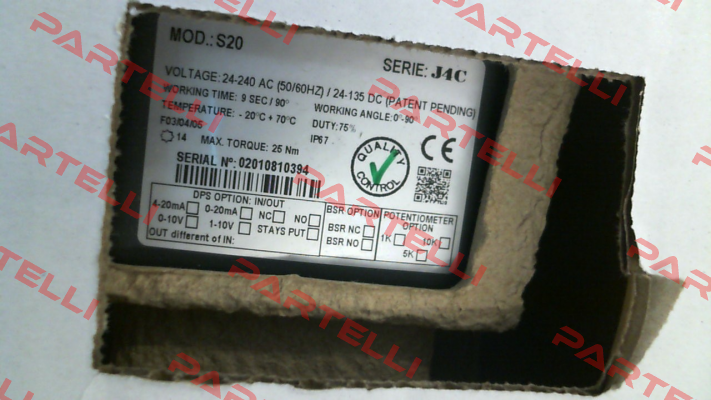 MOD.: S20
SERIE: J4C
VOLTAGE: 24-240 AC (50/60HZ) / 24-135 DC (PATENT PENDING)
WORKING TIME: 9 SEC / 90° WORKING ANGLE: 0°-90
TEMPERATURE: - 20°C + 70°C DUTY: 75%
F03/04/05 IP67
14 MAX. TORQUE: 25 Nm
SERIAL Nº: 02010810394
QUALITY CONTROL
CE
DPS OPTION: IN/OUT
4-20mA 0-20mA NC NO
0-10V 1-10V STAYS PUT
OUT different of IN:
BSR OPTION
BSR NC
BSR NO
POTENTIOMETER OPTION
1K 10K
5K
PARTELLI
PARTELLI
PARTELLI
PARTELLI
PARTELLI
PARTELLI